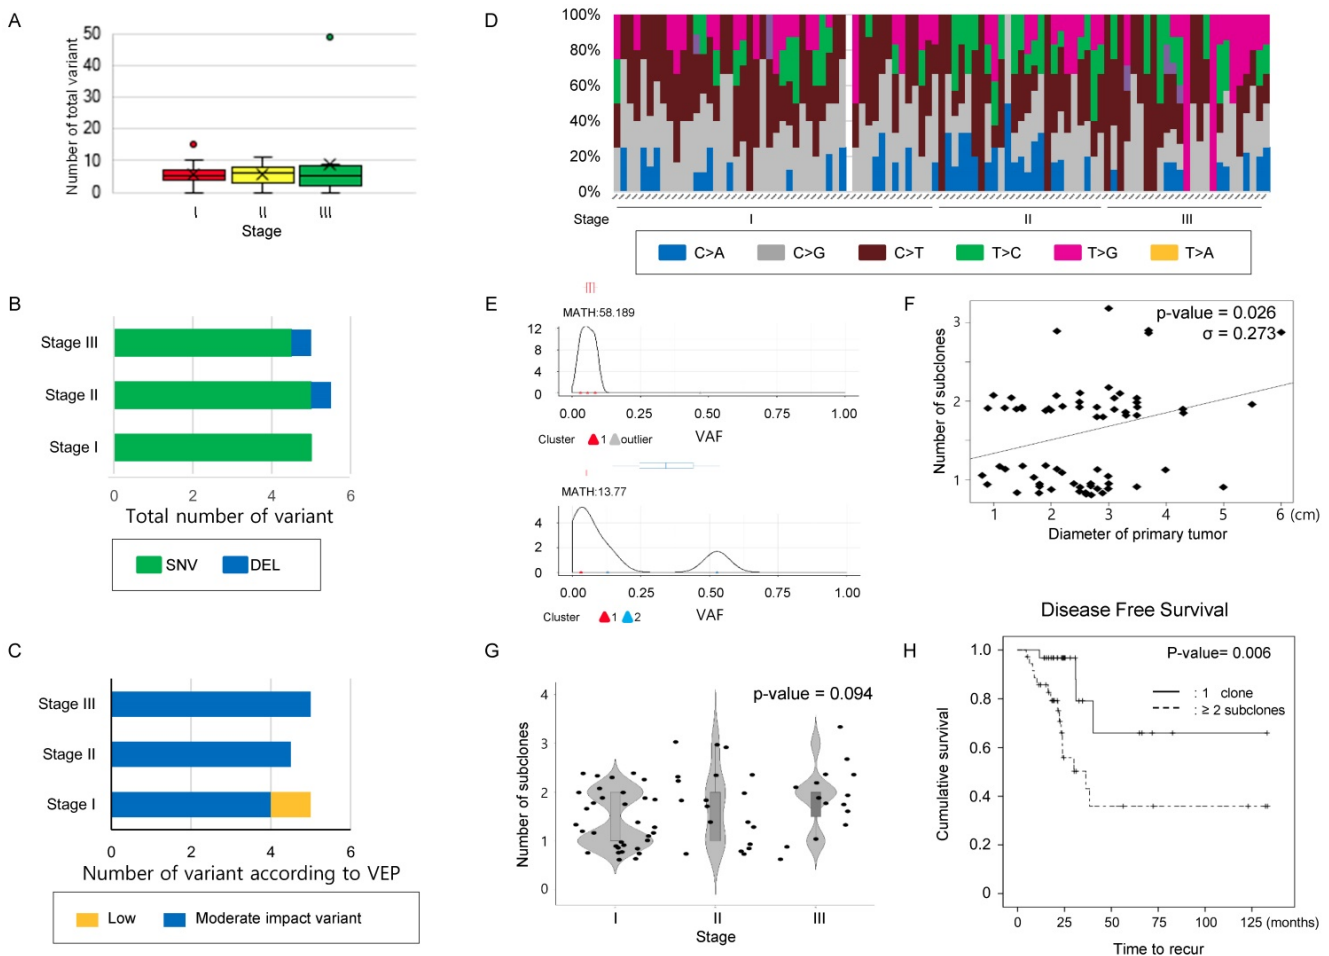 A
50
40
30
20
10
0
Number of total variant
I
II
III
Stage
B
0
2
4
6
Stage III
Stage II
Stage I
0
2
4
6
Total number of variant
SNV
DEL
C
Stage III
Stage II
Stage I
0
2
4
6
Number of variant according to VEP
Low
Moderate impact variant
D
100%
80%
60%
40%
20%
0%
Stage
I
II
III
C>A
C>G
C>T
T>C
T>G
T>A
E
MATH:58.189
12
8
4
0
0.00
0.25
0.50
0.75
1.00
Cluster
1
outlier
VAF
MATH:13.77
4
2
0
0.00
0.25
0.50
0.75
1.00
Cluster
1
2
VAF
F
p-value = 0.026
σ = 0.273
3
2
1
Number of subclones
1
2
3
4
5
6 (cm)
Diameter of primary tumor
G
p-value = 0.094
4
3
2
1
0
Number of subclones
I
II
III
Stage
Disease Free Survival
H
P-value= 0.006
: 1 clone
: ≥ 2 subclones
1.0
0.8
0.6
0.4
0.2
0
Cumulative survival
0
25
50
75
100
125 (months)
Time to recur